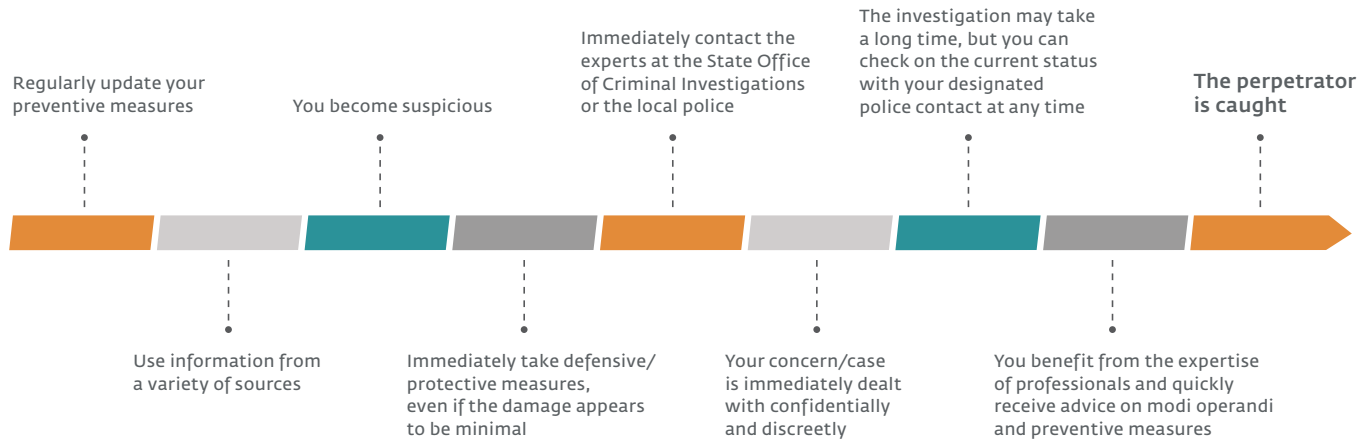 Regularly update your
preventive measures
You become suspicious
Immediately contact the
experts at the State Office
of Criminal Investigations
or the local police
The investigation may take
a long time, but you can
check on the current status
with your designated
police contact at any time
The perpetrator
is caught
Use information from
a variety of sources
Immediately take defensive/
protective measures,
even if the damage appears
to be minimal
Your concern/case
is immediately dealt
with confidentially
and discreetly
You benefit from the expertise
of professionals and quickly
receive advice on modi operandi
and preventive measures